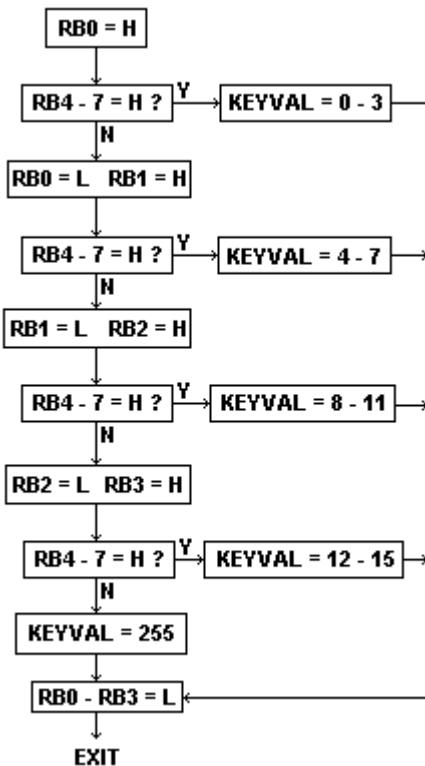 RB0 = H
RB4 - 7 = H ?
Y
KEYVAL = 0 - 3
N
RB0 = L RB1 = H
RB4 - 7 = H ?
Y
KEYVAL = 4 - 7
N
RB1 = L RB2 = H
RB4 - 7 = H ?
Y
KEYVAL = 8 - 11
N
RB2 = L RB3 = H
RB4 - 7 = H ?
Y
KEYVAL = 12 - 15
N
KEYVAL = 255
RB0 - RB3 = L
EXIT